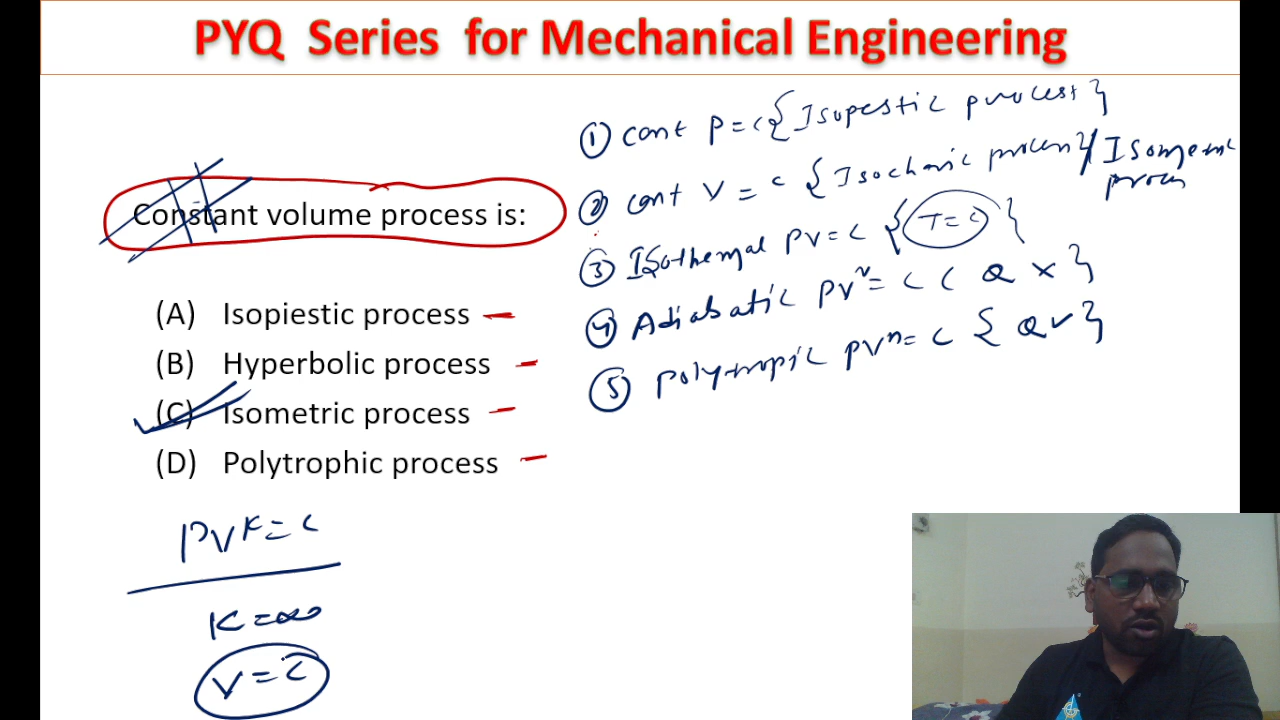 PYQ Series for Mechanical Engineering
Constant volume process is:
(A) Isopiestic process
(B) Hyperbolic process
(C) Isometric process
(D) Polytrophic process
① cont P = c { Isopestic process }
② cont V = c { Isochoric process } / Isometric
process
③ ISothermal PV = c { T = c }
④ Adiabatic PV^γ = c ( Q x }
⑤ polytropic PV^n = c { Q ✓ }
PV^K = c
K = ∞
V = c